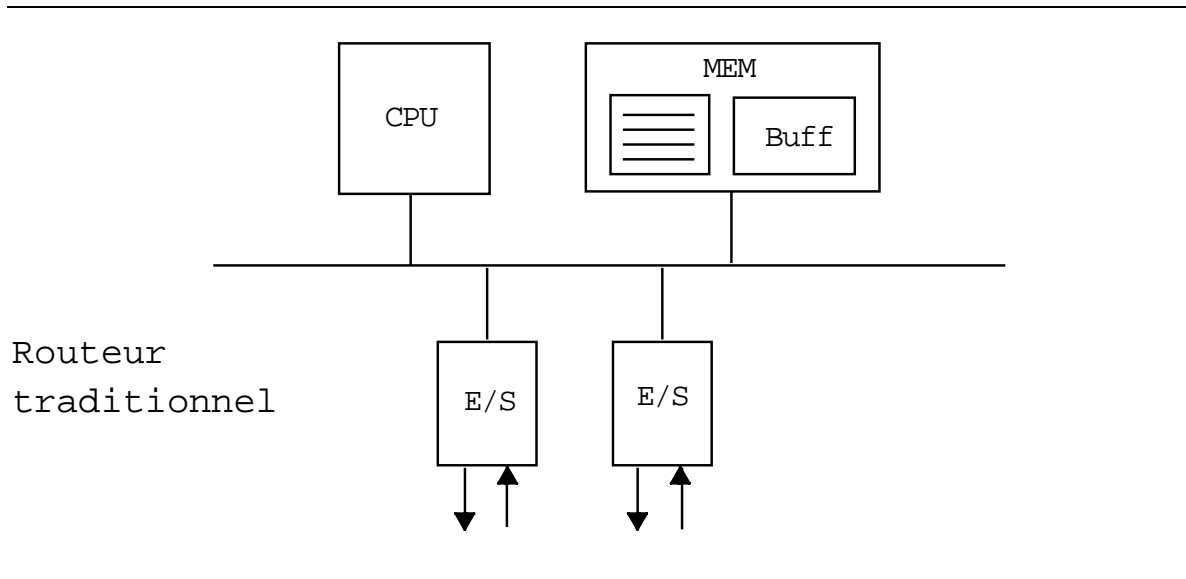 CPU
MEM
Buff
Routeur
traditionnel
E/S
E/S